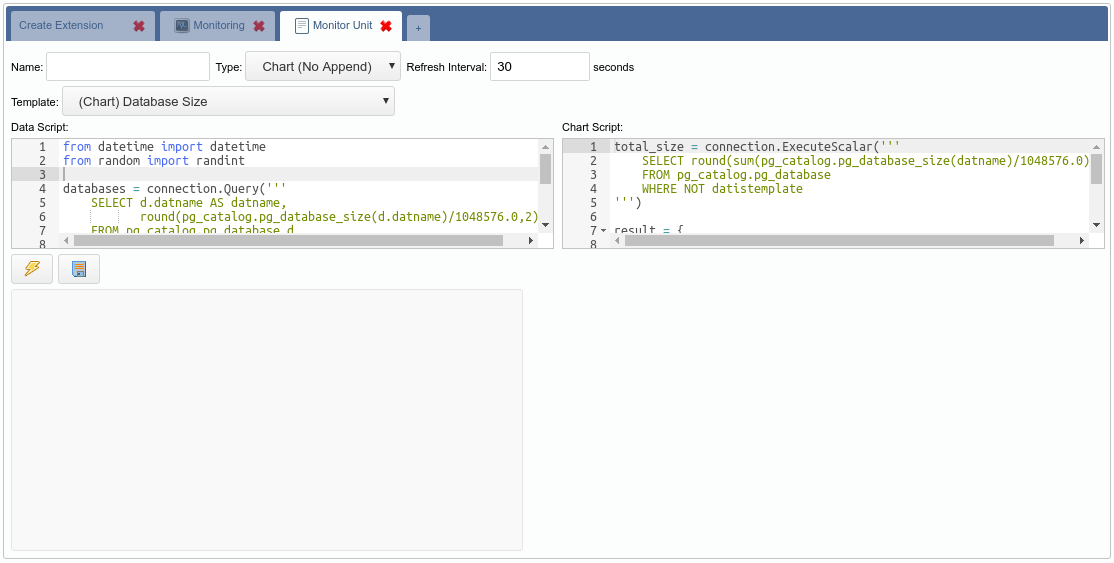 Create Extension Monitoring Monitor Unit +
Name: Type: Chart (No Append) Refresh Interval: 30 seconds
Template: (Chart) Database Size
Data Script:
1 from datetime import datetime
2 from random import randint
3
4 databases = connection.Query('''
5 SELECT d.datname AS datname,
6 round(pg_catalog.pg_database_size(d.datname)/1048576.0,2)
7 FROM pg_catalog.pg_database d
8
Chart Script:
1 total_size = connection.ExecuteScalar('''
2 SELECT round(sum(pg_catalog.pg_database_size(datname)/1048576.0)
3 FROM pg_catalog.pg_database
4 WHERE NOT datistemplate
5 ''')
6
7 result = {
8